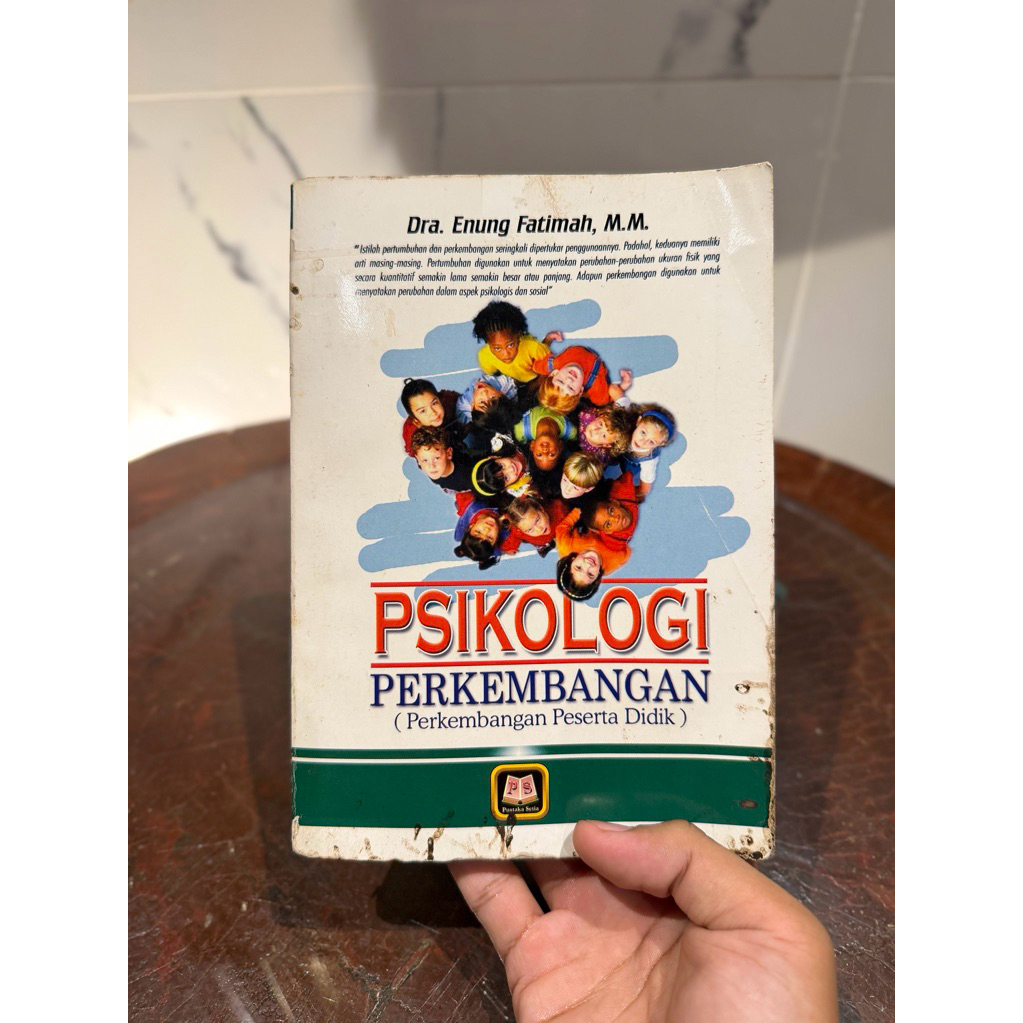 Dra. Enung Fatimah, M.M.
"Istilah pertumbuhan dan perkembangan seringkali dipertukar penggunaannya. Padahal, keduanya memiliki
arti masing-masing. Pertumbuhan digunakan untuk menyatakan perubahan-perubahan ukuran fisik yang
secara kuantitatif semakin lama semakin besar atau panjang. Adapun perkembangan digunakan untuk
menyatakan perubahan dalam aspek psikologis dan sosial"
PSIKOLOGI
PERKEMBANGAN
( Perkembangan Peserta Didik )
P S
Pustaka Setia